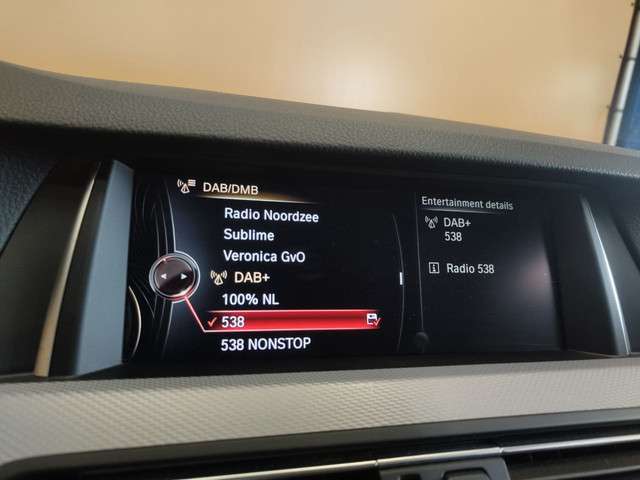 DAB/DMB
Radio Noordzee
Sublime
Veronica GvO
DAB+
100% NL
538
538 NONSTOP
Entertainment details
DAB+
538
Radio 538